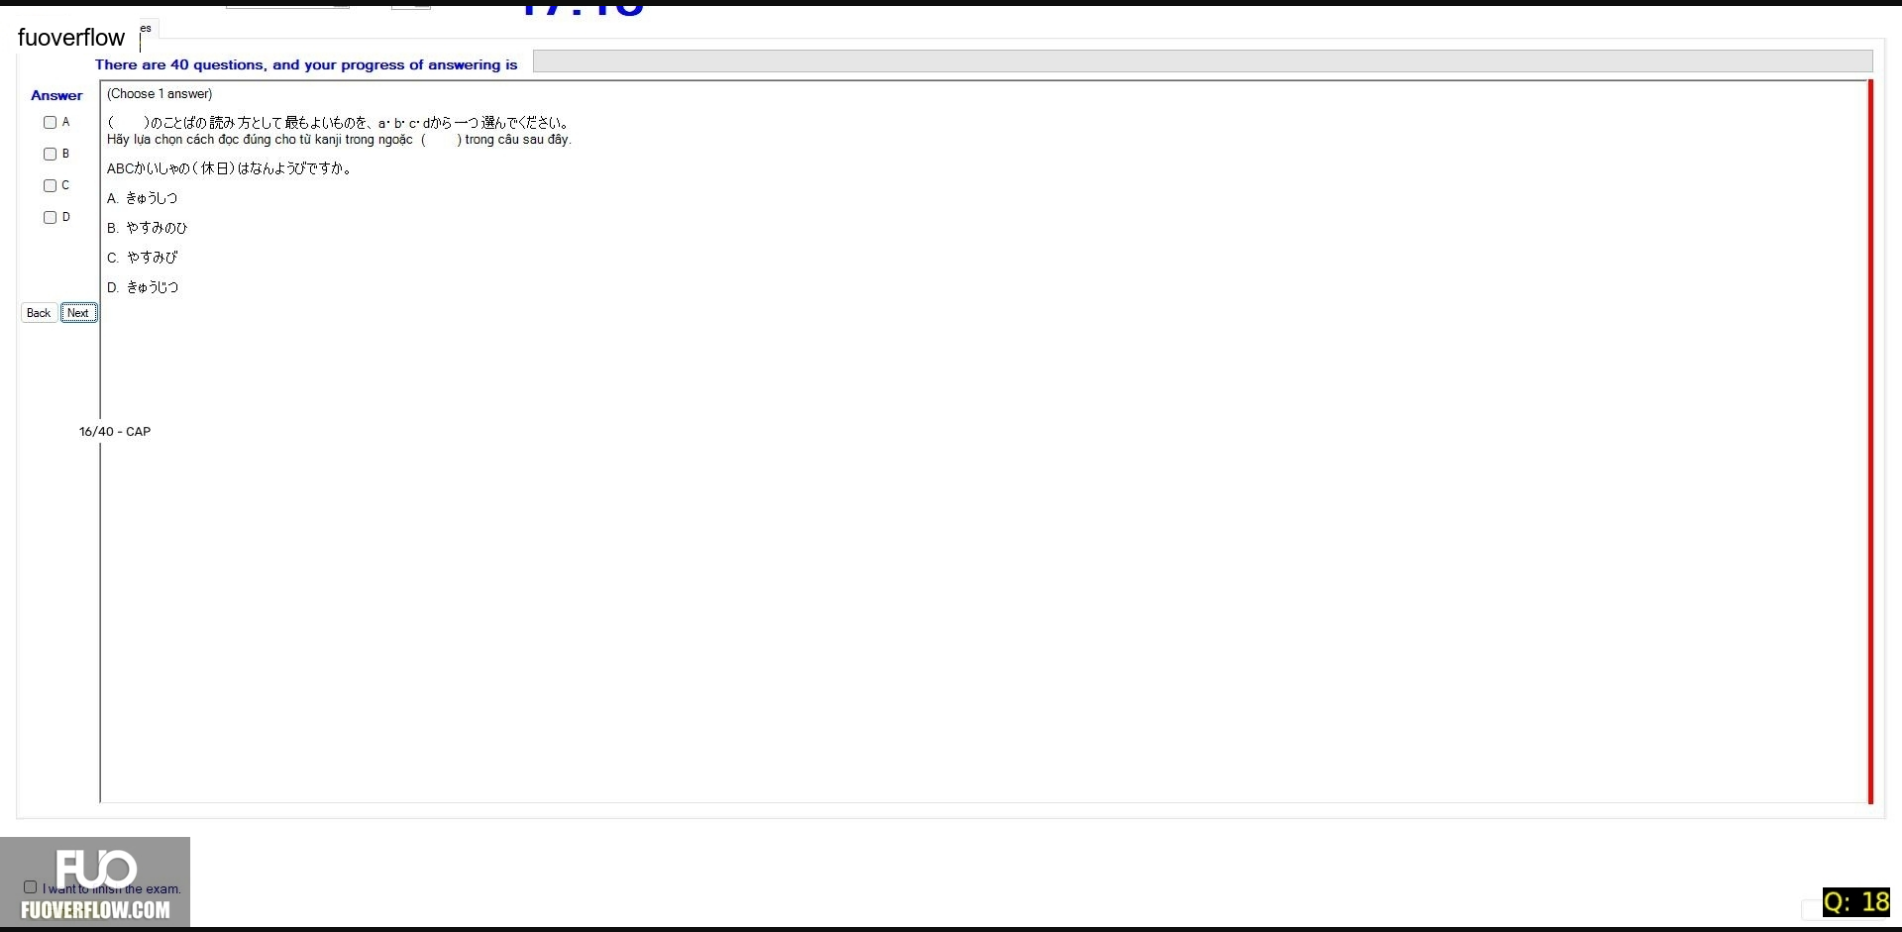 fuoverflow
es
There are 40 questions, and your progress of answering is
Answer
(Choose 1 answer)
A
B
C
D
(　　)のことばの読み方として最もよいものを、a・b・c・dから一つ選んでください。
Hãy lựa chọn cách đọc đúng cho từ kanji trong ngoặc (　　) trong câu sau đây.
ABCかいしゃの(休日)はなんようびですか。
A. きゅうしつ
B. やすみのひ
C. やすみび
D. きゅうじつ
Back Next
16/40 - CAP
FUO
I want to finish the exam.
FUOVERFLOW.COM
Q: 18